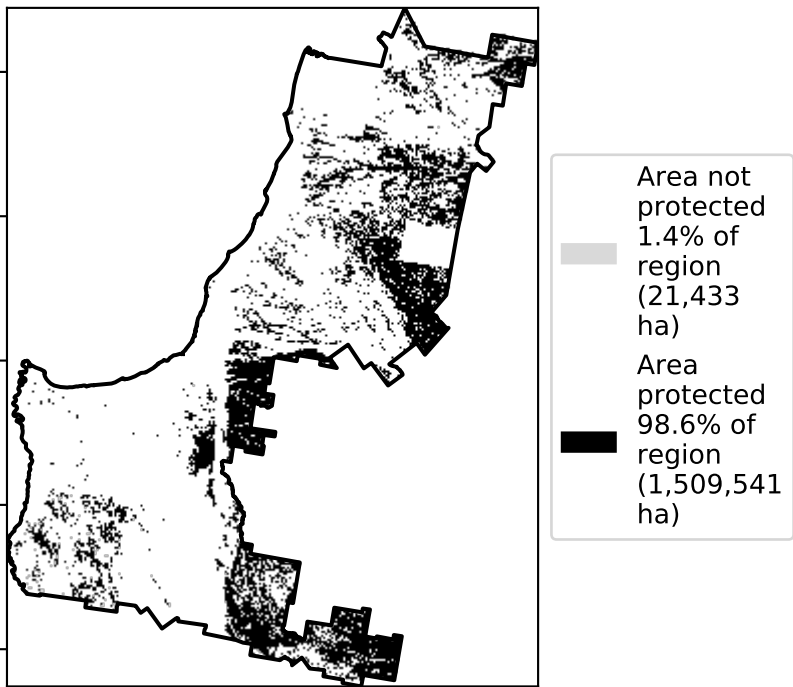 Area not
protected
1.4% of
region
(21,433
ha)
Area
protected
98.6% of
region
(1,509,541
ha)